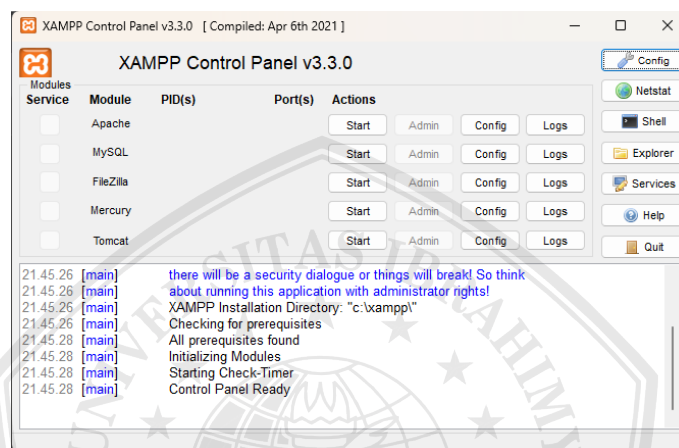 XAMPP Control Panel v3.3.0 [ Compiled: Apr 6th 2021 ]
XAMPP Control Panel v3.3.0
Config
Modules
Service Module PID(s) Port(s) Actions
Netstat
Apache Start Admin Config Logs
Shell
MySQL Start Admin Config Logs
Explorer
FileZilla Start Admin Config Logs
Services
Mercury Start Admin Config Logs
Help
Tomcat Start Admin Config Logs
Quit
21.45.26 [main] there will be a security dialogue or things will break! So think
21.45.26 [main] about running this application with administrator rights!
21.45.26 [main] XAMPP Installation Directory: "c:\xampp\"
21.45.26 [main] Checking for prerequisites
21.45.28 [main] All prerequisites found
21.45.28 [main] Initializing Modules
21.45.28 [main] Starting Check-Timer
21.45.28 [main] Control Panel Ready
UNIVERSITAS IBRAHIMY